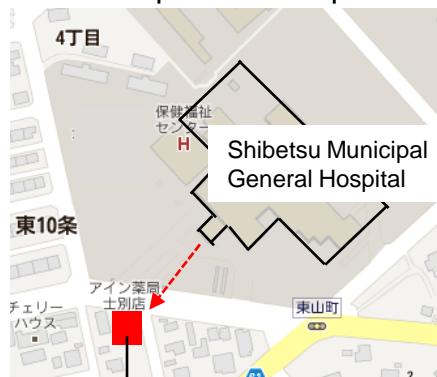 4丁目
保健福祉
センター
H
Shibetsu Municipal
General Hospital
東10条
アイン薬局
士別店
チェリー
ハウス
東山町
2